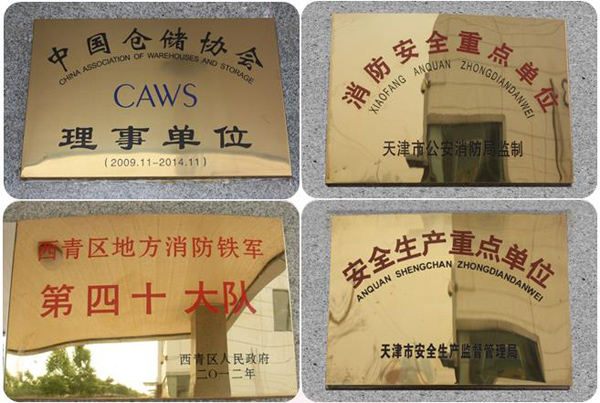 中国仓储协会
CHINA ASSOCIATION OF WAREHOUSES AND STORAGE
CAWS
理事单位
(2009.11-2014.11)
消防安全重点单位
XIAOFANG ANQUAN ZHONGDIANDANWEI
天津市公安消防局监制
西青区地方消防铁军
第四十大队
西青区人民政府
二〇一二年
安全生产重点单位
ANQUAN SHENGCHAN ZHONGDIANDANWEI
天津市安全生产监督管理局